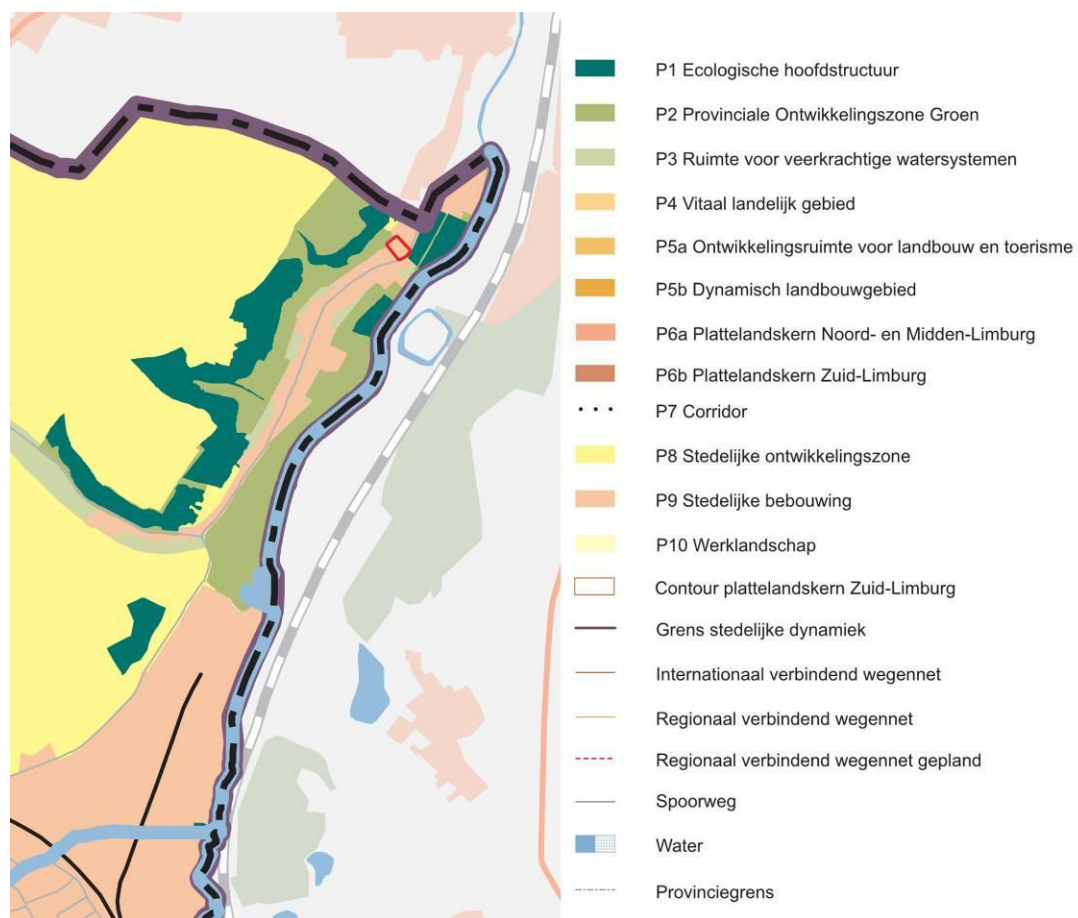 P1 Ecologische hoofdstructuur
P2 Provinciale Ontwikkelingszone Groen
P3 Ruimte voor veerkrachtige watersystemen
P4 Vitaal landelijk gebied
P5a Ontwikkelingsruimte voor landbouw en toerisme
P5b Dynamisch landbouwgebied
P6a Plattelandskern Noord- en Midden-Limburg
P6b Plattelandskern Zuid-Limburg
P7 Corridor
P8 Stedelijke ontwikkelingszone
P9 Stedelijke bebouwing
P10 Werklandschap
Contour plattelandskern Zuid-Limburg
Grens stedelijke dynamiek
Internationaal verbindend wegennet
Regionaal verbindend wegennet
Regionaal verbindend wegennet gepland
Spoorweg
Water
Provinciegrens